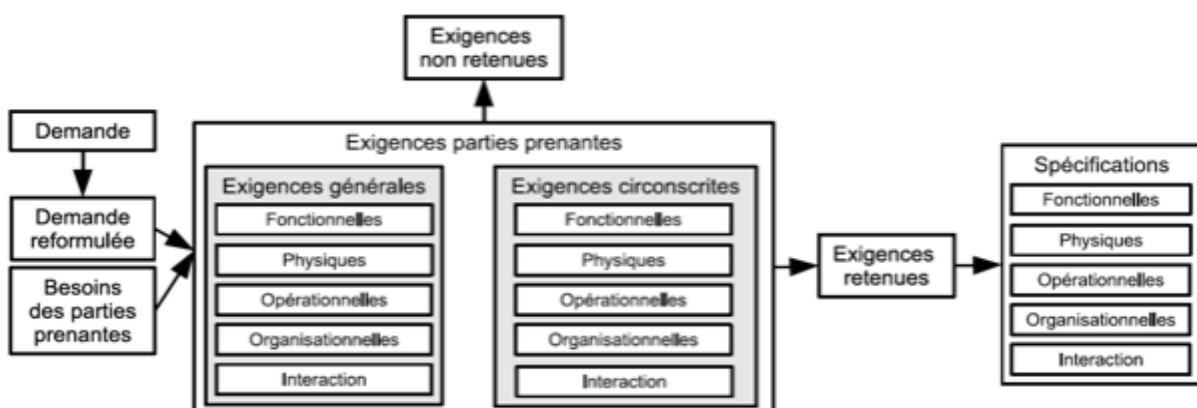 Exigences
non retenues
Demande
Demande
reformulée
Besoins
des parties
prenantes
Exigences parties prenantes
Exigences générales
Fonctionnelles
Physiques
Opérationnelles
Organisationnelles
Interaction
Exigences circonscrites
Fonctionnelles
Physiques
Opérationnelles
Organisationnelles
Interaction
Exigences
retenues
Spécifications
Fonctionnelles
Physiques
Opérationnelles
Organisationnelles
Interaction